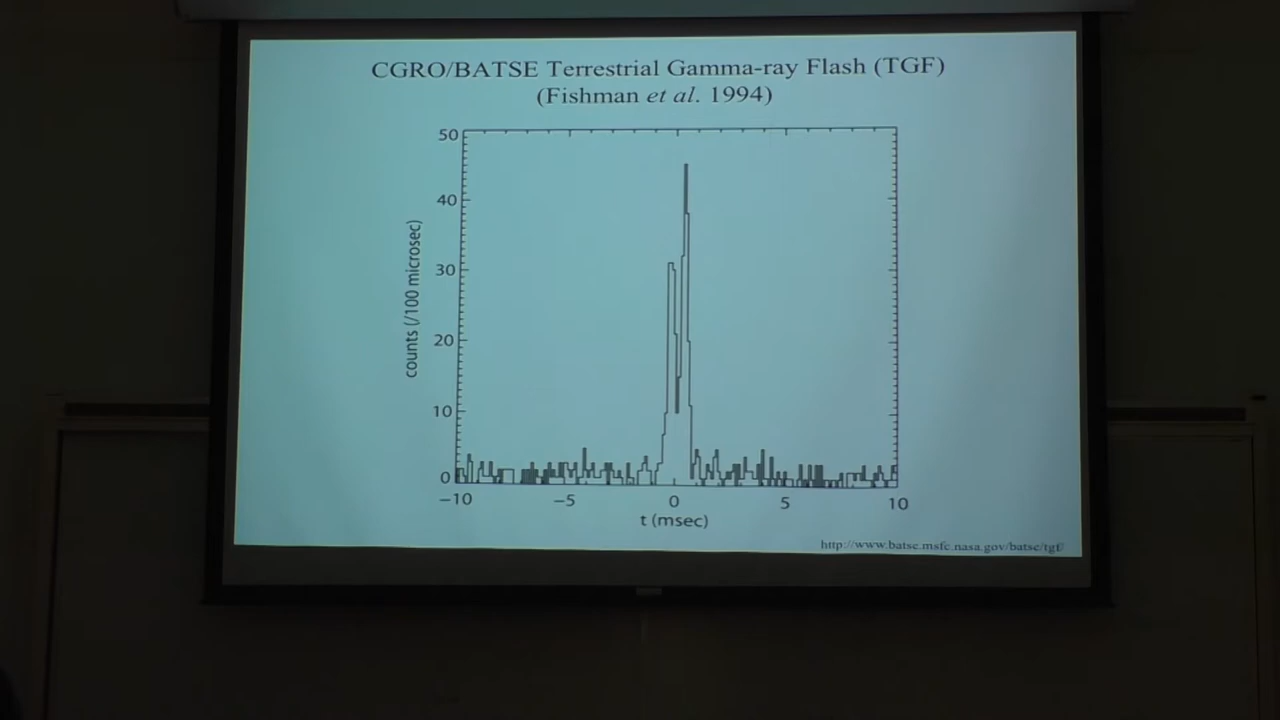 CGRO/BATSE Terrestrial Gamma-ray Flash (TGF)
(Fishman et al. 1994)
50
40
30
20
10
0
counts (/100 microsec)
−10 −5 0 5 10
t (msec)
http://www.batse.msfc.nasa.gov/batse/tgf/